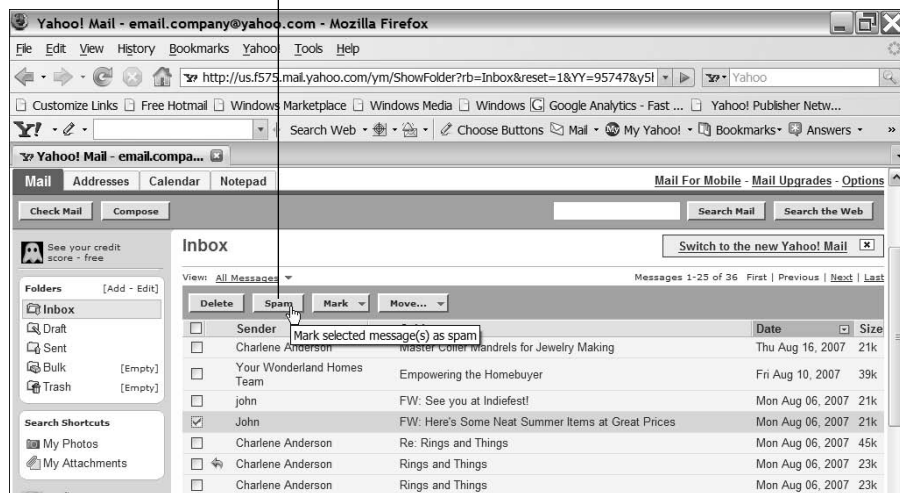 Yahoo! Mail - email.company@yahoo.com - Mozilla Firefox
File Edit View History Bookmarks Yahoo! Tools Help
http://us.f575.mail.yahoo.com/ym/ShowFolder?rb=Inbox&reset=1&YY=95747&y5l Yahoo
Customize Links Free Hotmail Windows Marketplace Windows Media Windows Google Analytics - Fast ... Yahoo! Publisher Netw...
Y! Search Web Choose Buttons Mail My Yahoo! Bookmarks Answers »
Yahoo! Mail - email.compa...
Mail Addresses Calendar Notepad Mail For Mobile - Mail Upgrades - Options
Check Mail Compose Search Mail Search the Web
See your credit
score - free
Inbox Switch to the new Yahoo! Mail
View: All Messages Messages 1-25 of 36 First | Previous | Next | Last
Folders [Add - Edit]
Inbox
Draft
Sent
Bulk [Empty]
Trash [Empty]
Search Shortcuts
My Photos
My Attachments
Delete Spam Mark Move...
Sender Date Size
Mark selected message(s) as spam
Charlene Anderson Master Coiler Mandrels for Jewelry Making Thu Aug 16, 2007 21k
Your Wonderland Homes
Team Empowering the Homebuyer Fri Aug 10, 2007 39k
john FW: See you at Indiefest! Mon Aug 06, 2007 21k
John FW: Here's Some Neat Summer Items at Great Prices Mon Aug 06, 2007 21k
Charlene Anderson Re: Rings and Things Mon Aug 06, 2007 45k
Charlene Anderson Rings and Things Mon Aug 06, 2007 23k
Charlene Anderson Rings and Things Mon Aug 06, 2007 23k